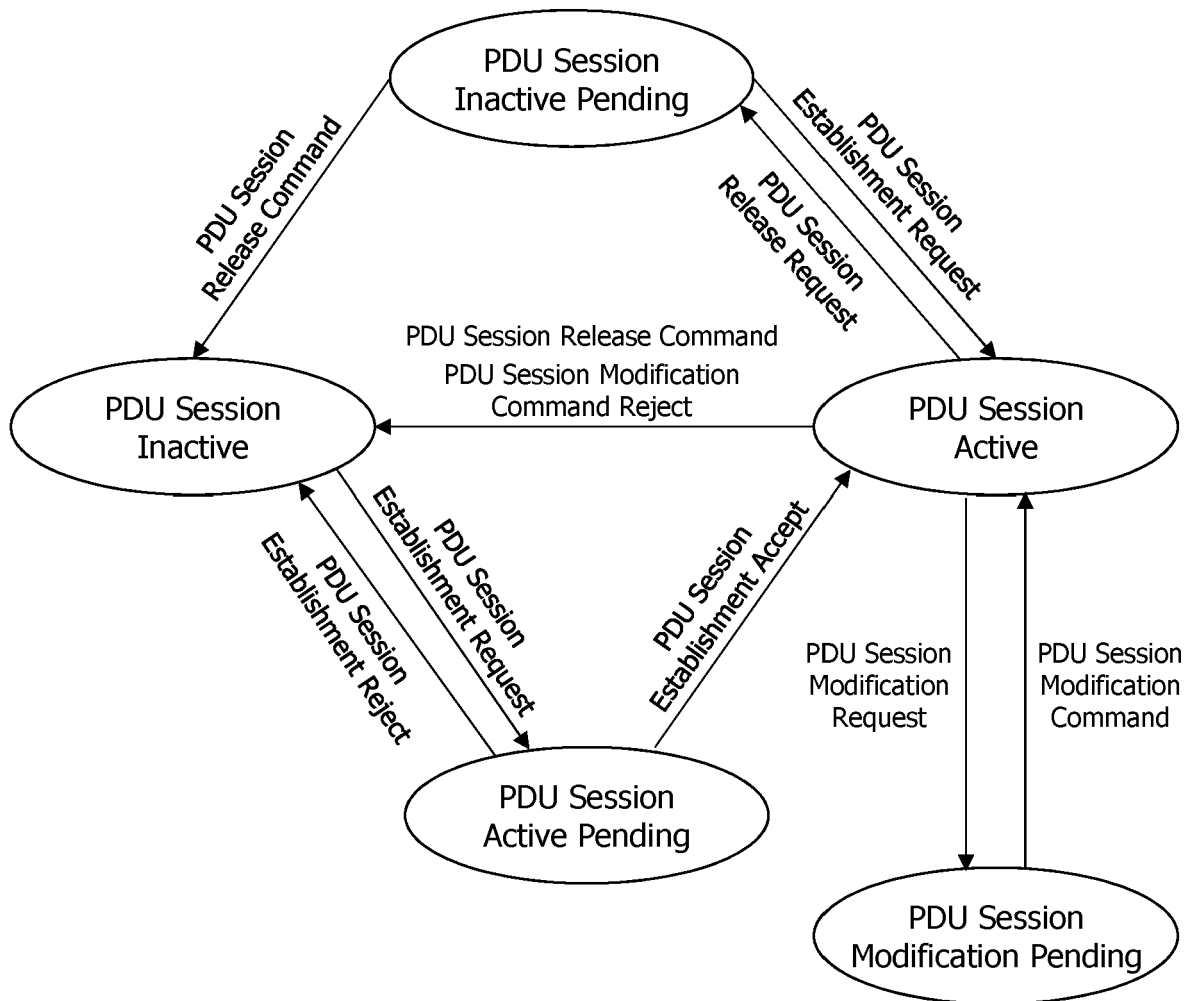 PDU Session
Inactive Pending
PDU Session
Release Command
PDU Session
Establishment Request
PDU Session
Release Request
PDU Session Release Command
PDU Session Modification
Command Reject
PDU Session
Inactive
PDU Session
Active
PDU Session
Establishment Request
PDU Session
Establishment Reject
PDU Session
Establishment Accept
PDU Session
Modification
Request
PDU Session
Modification
Command
PDU Session
Active Pending
PDU Session
Modification Pending